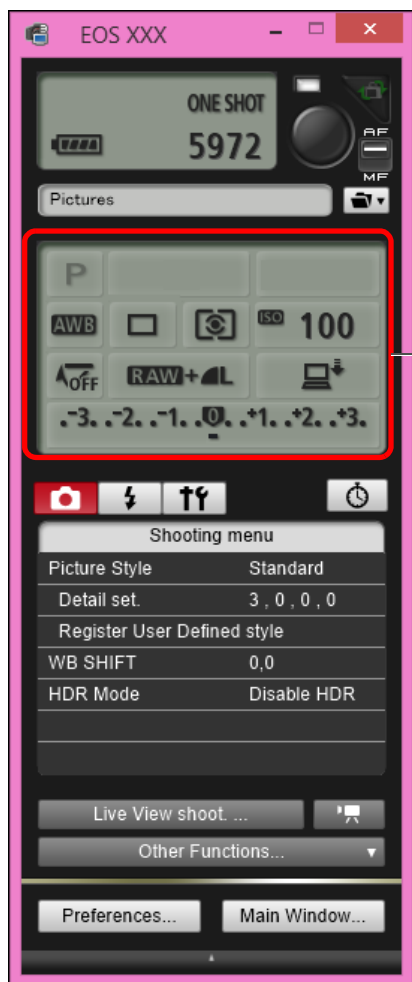 EOS XXX
ONE SHOT
5972
AF
MF
Pictures
P
AWB ISO 100
OFF RAW+L
.-3. .-2. .-1. .0. .+1. .+2. .+3.
Shooting menu
Picture Style Standard
Detail set. 3 , 0 , 0 , 0
Register User Defined style
WB SHIFT 0,0
HDR Mode Disable HDR
Live View shoot. ...
Other Functions...
Preferences... Main Window...